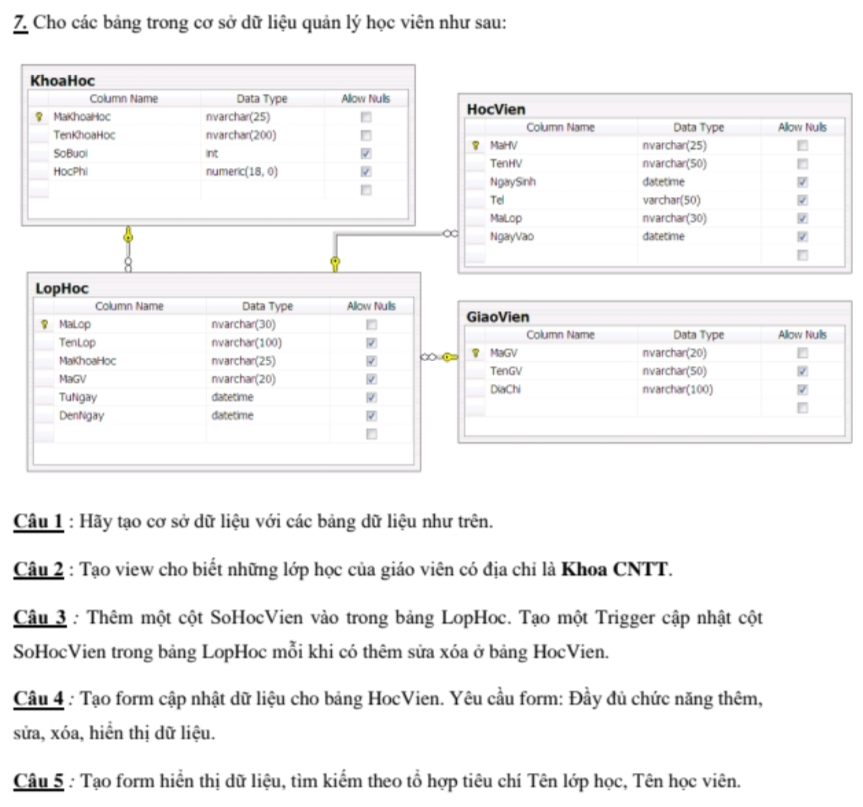 7. Cho các bảng trong cơ sở dữ liệu quản lý học viên như sau:
KhoaHoc
Column Name Data Type Allow Nulls
MaKhoaHoc nvarchar(25)
TenKhoaHoc nvarchar(200)
SoBuoi int
HocPhi numeric(18, 0)
HocVien
Column Name Data Type Allow Nulls
MaHV nvarchar(25)
TenHV nvarchar(50)
NgaySinh datetime
Tel varchar(50)
MaLop nvarchar(30)
NgayVao datetime
LopHoc
Column Name Data Type Allow Nulls
MaLop nvarchar(30)
TenLop nvarchar(100)
MaKhoaHoc nvarchar(25)
MaGV nvarchar(20)
TuNgay datetime
DenNgay datetime
GiaoVien
Column Name Data Type Allow Nulls
MaGV nvarchar(20)
TenGV nvarchar(50)
DiaChi nvarchar(100)
Câu 1 : Hãy tạo cơ sở dữ liệu với các bảng dữ liệu như trên.
Câu 2 : Tạo view cho biết những lớp học của giáo viên có địa chỉ là Khoa CNTT.
Câu 3 : Thêm một cột SoHocVien vào trong bảng LopHoc. Tạo một Trigger cập nhật cột
SoHocVien trong bảng LopHoc mỗi khi có thêm sửa xóa ở bảng HocVien.
Câu 4 : Tạo form cập nhật dữ liệu cho bảng HocVien. Yêu cầu form: Đầy đủ chức năng thêm,
sửa, xóa, hiển thị dữ liệu.
Câu 5 : Tạo form hiển thị dữ liệu, tìm kiếm theo tổ hợp tiêu chí Tên lớp học, Tên học viên.